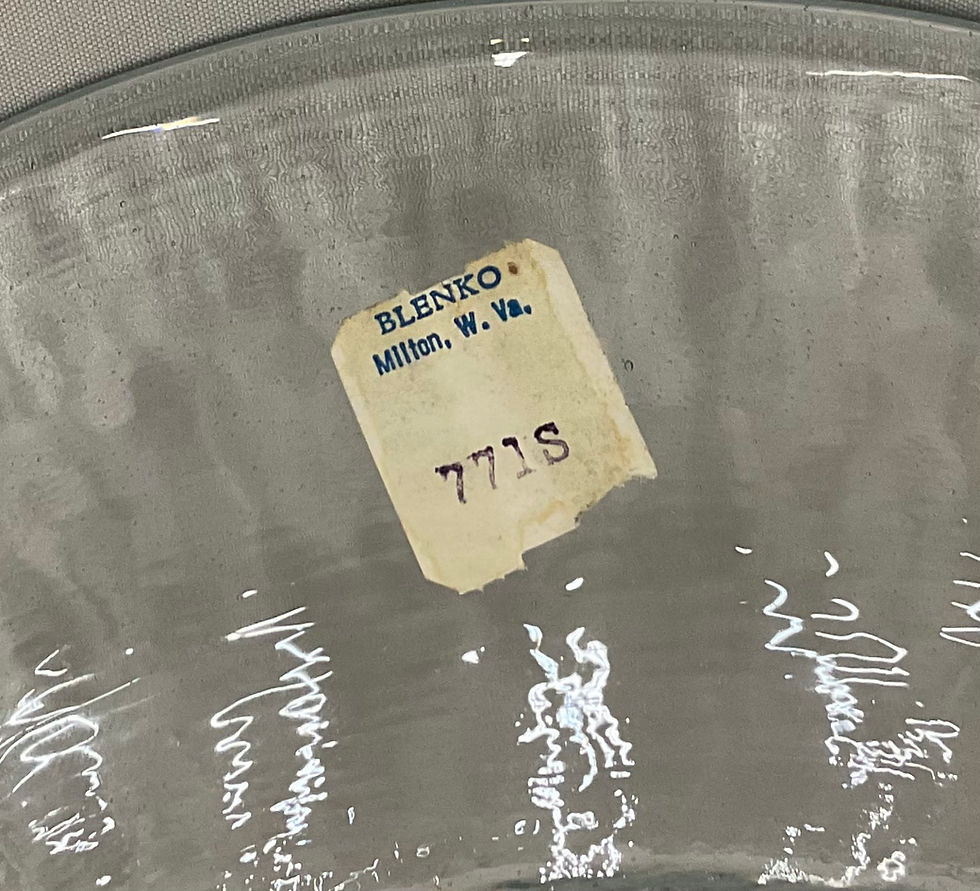 BLENKO
Milton, W. Va.
771S